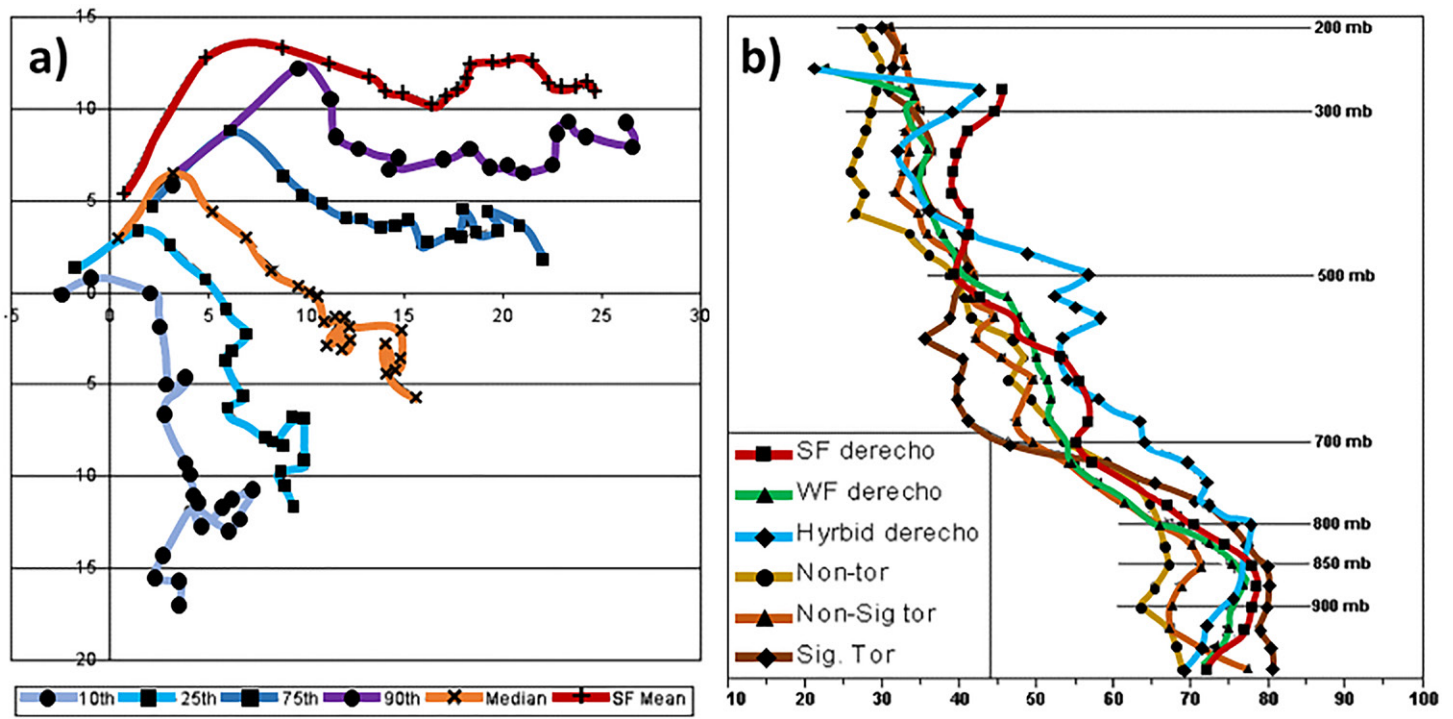 a)
15
10
5
0
5
10
15
20
-5 0 5 10 15 20 25 30
10th 25th 75th 90th Median SF Mean
b)
200 mb
300 mb
500 mb
700 mb
800 mb
850 mb
900 mb
SF derecho
WF derecho
Hyrbid derecho
Non-tor
Non-Sig tor
Sig. Tor
10 20 30 40 50 60 70 80 90 100